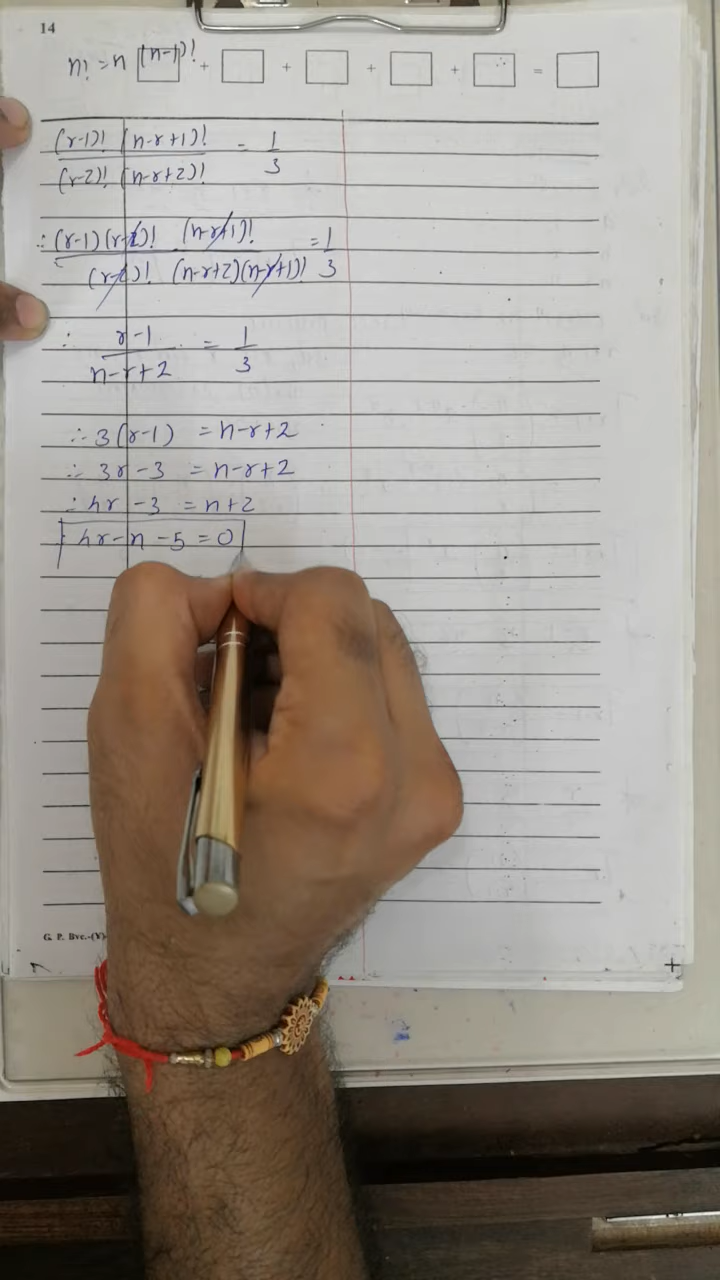 14
n! = n (n-1)! + + + + =
(r-1)! (n-r+1)! = 1
(r-2)! (n-r+2)! 3
∴ (r-1)(r-2)! (n-r+1)! = 1
(r-2)! (n-r+2)(n-r+1)! 3
∴ r-1 = 1
n-r+2 3
∴ 3(r-1) = n-r+2
∴ 3r-3 = n-r+2
∴ 4r-3 = n+2
4r-n-5=0
G. P. Bvc.-(V)-